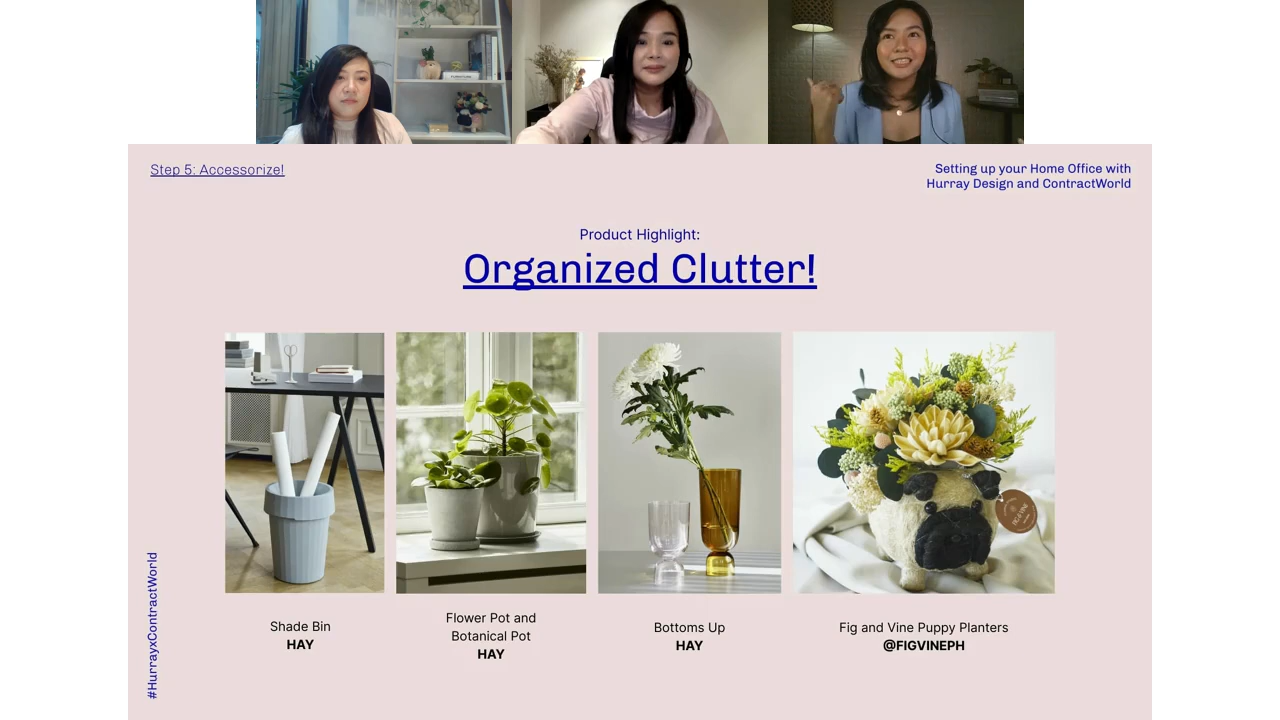 Step 5: Accessorize!
Setting up your Home Office with
Hurray Design and ContractWorld
Product Highlight:
Organized Clutter!
Shade Bin
HAY
Flower Pot and
Botanical Pot
HAY
Bottoms Up
HAY
Fig and Vine Puppy Planters
@FIGVINEPH
#HurrayxContractWorld